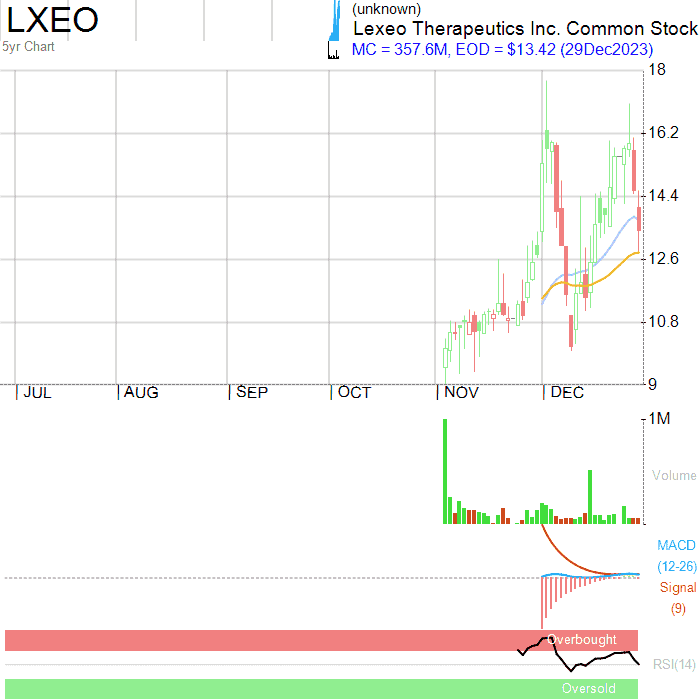 LXEO
5yr Chart
(unknown)
Lexeo Therapeutics Inc. Common Stock
MC = 357.6M, EOD = $13.42 (29Dec2023)
18
16.2
14.4
12.6
10.8
9
JUL AUG SEP OCT NOV DEC
1M
Volume
MACD
(12-26)
Signal
(9)
Overbought
RSI(14)
Oversold